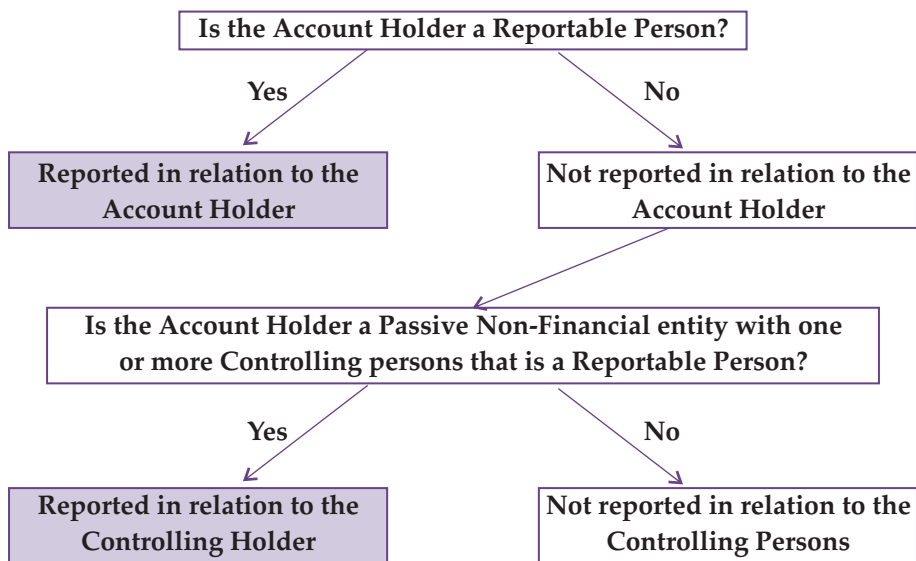 Is the Account Holder a Reportable Person?
Yes
No
Reported in relation to the
Account Holder
Not reported in relation to the
Account Holder
Is the Account Holder a Passive Non-Financial entity with one
or more Controlling persons that is a Reportable Person?
Yes
No
Reported in relation to the
Controlling Holder
Not reported in relation to the
Controlling Persons